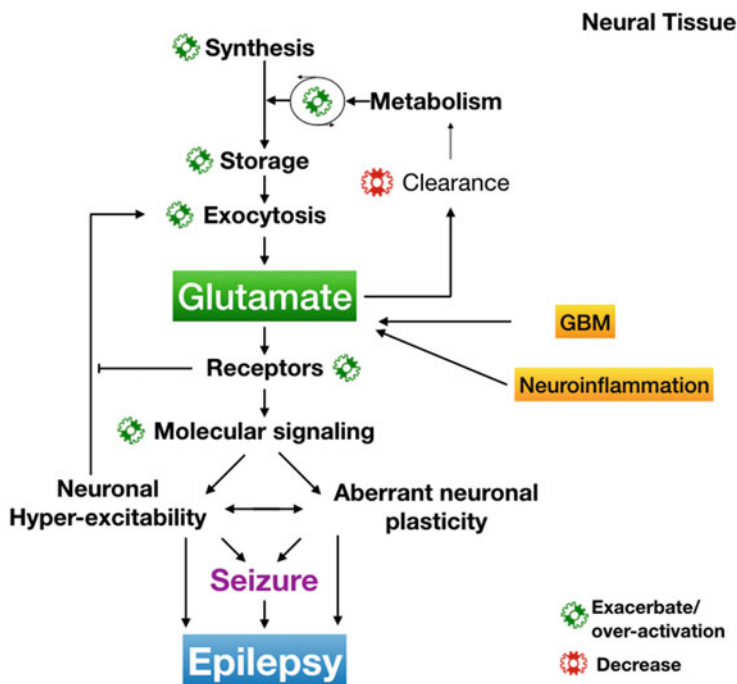 Neural Tissue
Synthesis
Metabolism
Storage
Clearance
Exocytosis
Glutamate
GBM
Receptors
Neuroinflammation
Molecular signaling
Neuronal
Hyper-excitability
Aberrant neuronal
plasticity
Seizure
Epilepsy
Exacerbate/
over-activation
Decrease